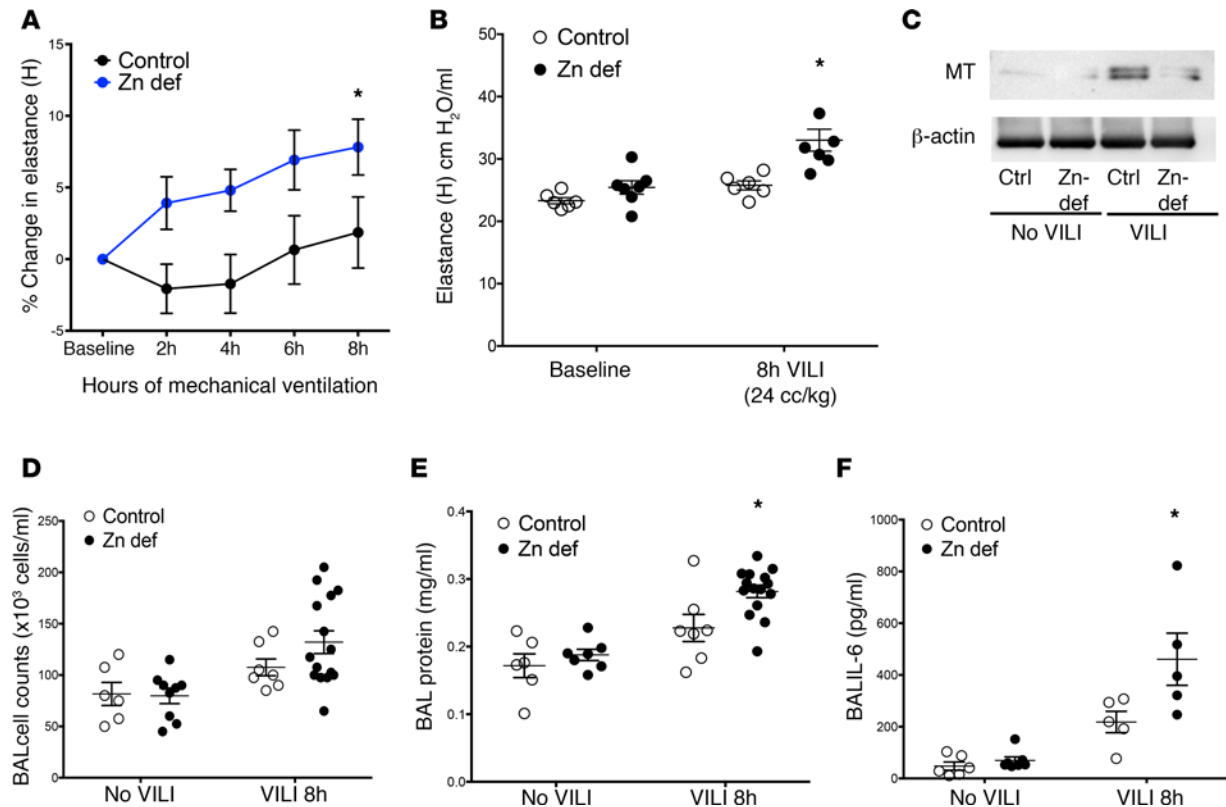 A
Control
Zn def
*
% Change in elastance (H)
15
10
5
0
-5
Baseline
2h
4h
6h
8h
Hours of mechanical ventilation
B
Control
Zn def
*
Elastance (H) cm H₂O/ml
50
40
30
20
10
0
Baseline
8h VILI
(24 cc/kg)
C
MT
β-actin
Ctrl
Zn-
def
Ctrl
Zn-
def
No VILI
VILI
D
Control
Zn def
BALcell counts (x10³ cells/ml)
250
200
150
100
50
0
No VILI
VILI 8h
E
Control
Zn def
*
BAL protein (mg/ml)
0.4
0.3
0.2
0.1
0.0
No VILI
VILI 8h
F
Control
Zn def
*
BALIL-6 (pg/ml)
1000
800
600
400
200
0
No VILI
VILI 8h